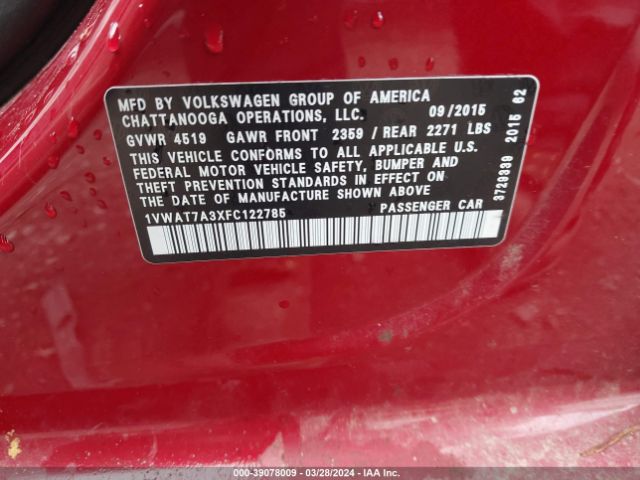 MFD BY VOLKSWAGEN GROUP OF AMERICA
CHATTANOOGA OPERATIONS, LLC. 09/2015
GVWR 4519 GAWR FRONT 2359 / REAR 2271 LBS
THIS VEHICLE CONFORMS TO ALL APPLICABLE U.S.
FEDERAL MOTOR VEHICLE SAFETY, BUMPER AND
THEFT PREVENTION STANDARDS IN EFFECT ON
THE DATE OF MANUFACTURE SHOWN ABOVE
1VWAT7A3XFC122785 PASSENGER CAR
3729389 2015 62
000-39078009 | 03/28/2024 | IAA Inc.